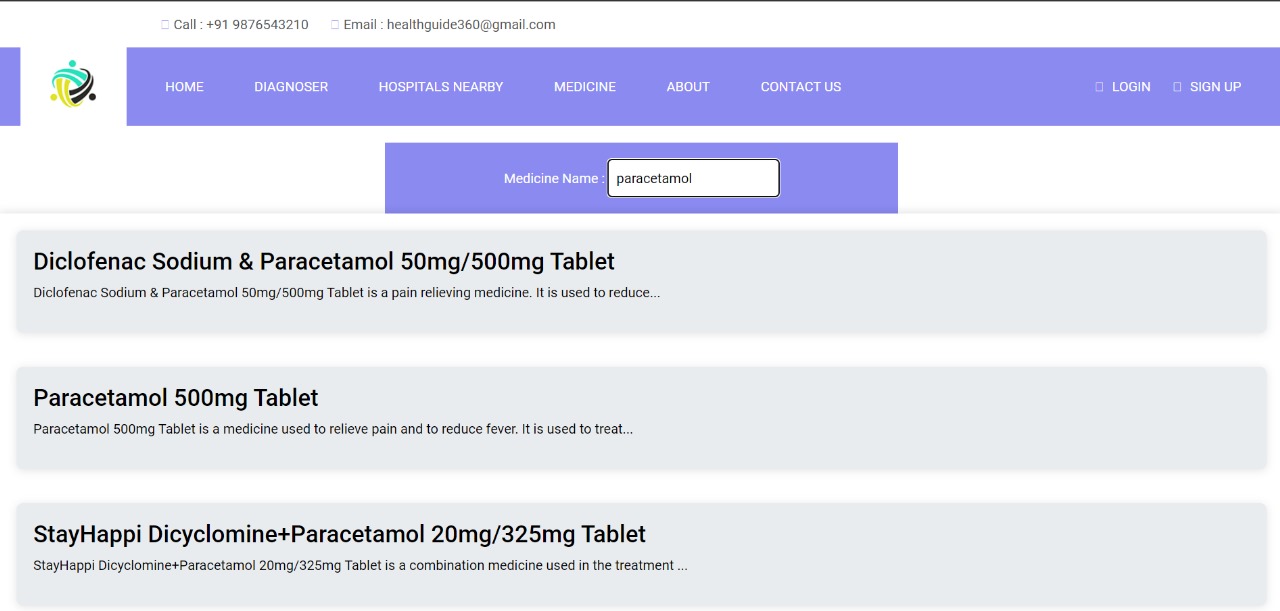 Call : +91 9876543210 Email : healthguide360@gmail.com
HOME DIAGNOSER HOSPITALS NEARBY MEDICINE ABOUT CONTACT US LOGIN SIGN UP
Medicine Name : paracetamol
Diclofenac Sodium & Paracetamol 50mg/500mg Tablet
Diclofenac Sodium & Paracetamol 50mg/500mg Tablet is a pain relieving medicine. It is used to reduce...
Paracetamol 500mg Tablet
Paracetamol 500mg Tablet is a medicine used to relieve pain and to reduce fever. It is used to treat...
StayHappi Dicyclomine+Paracetamol 20mg/325mg Tablet
StayHappi Dicyclomine+Paracetamol 20mg/325mg Tablet is a combination medicine used in the treatment ...